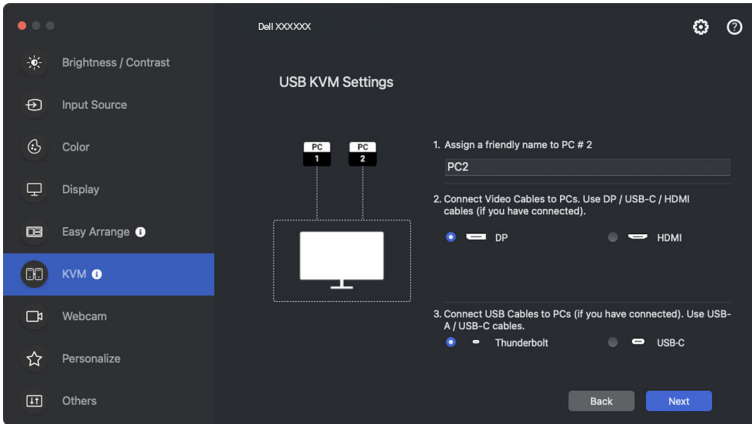 Dell XXXXXX
Brightness / Contrast
Input Source
Color
Display
Easy Arrange
KVM
Webcam
Personalize
Others
USB KVM Settings
PC
1
PC
2
1. Assign a friendly name to PC # 2
PC2
2. Connect Video Cables to PCs. Use DP / USB-C / HDMI
cables (if you have connected).
DP
HDMI
3. Connect USB Cables to PCs (if you have connected). Use USB-
A / USB-C cables.
Thunderbolt
USB-C
Back
Next